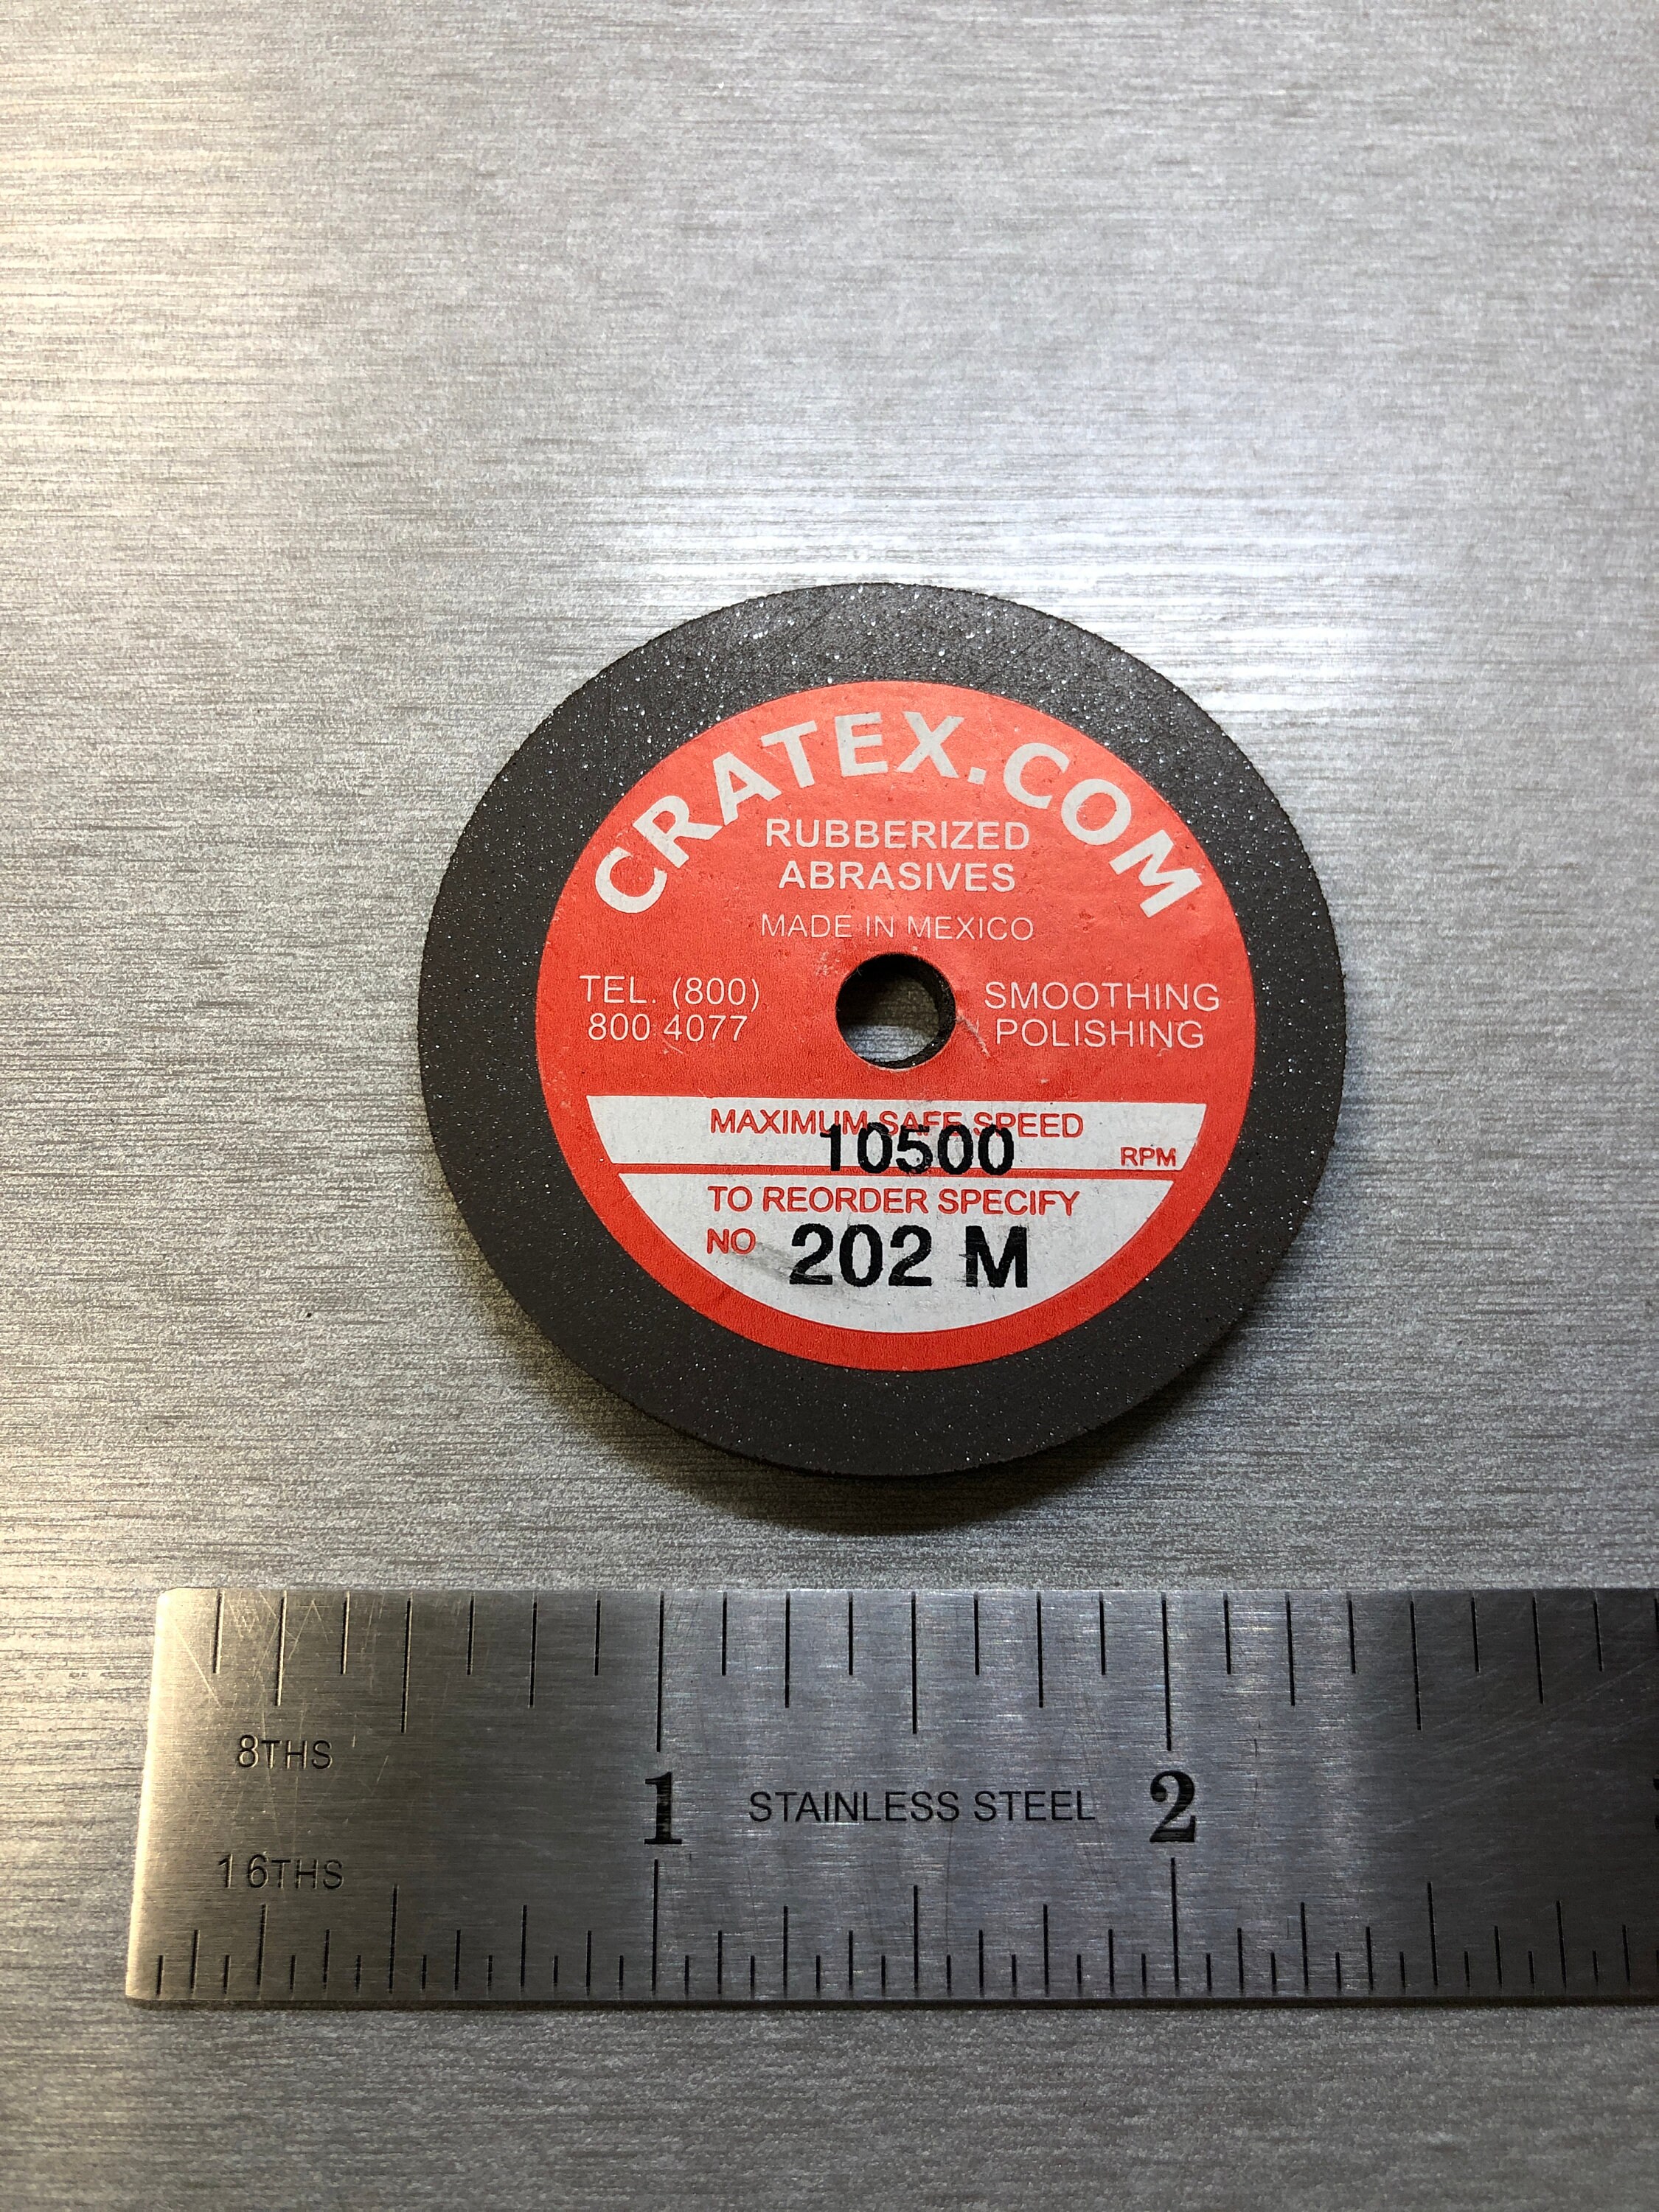 CRATEX.COM
RUBBERIZED
ABRASIVES
MADE IN MEXICO
TEL. (800)
800 4077
SMOOTHING
POLISHING
MAXIMUM SAFE SPEED
10500 RPM
TO REORDER SPECIFY
NO 202 M
8THS
1 STAINLESS STEEL 2
16THS